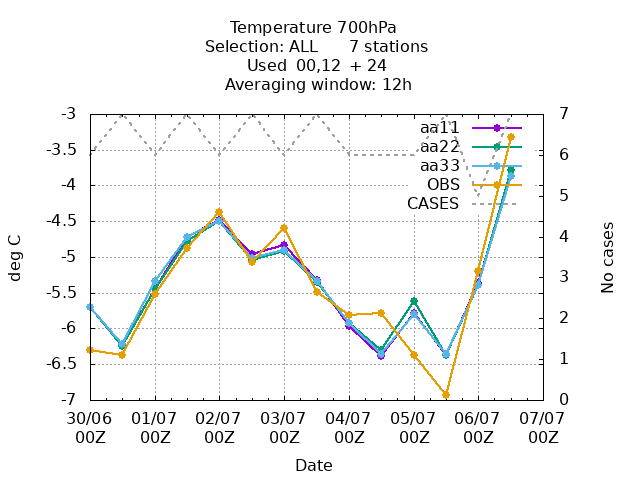 Temperature 700hPa
Selection: ALL 7 stations
Used 00,12 + 24
Averaging window: 12h
-3
-3.5
-4
-4.5
-5
-5.5
-6
-6.5
-7
deg C
aa11
aa22
aa33
OBS
CASES
7
6
5
4
3
2
1
0
No cases
30/06 01/07 02/07 03/07 04/07 05/07 06/07 07/07
00Z 00Z 00Z 00Z 00Z 00Z 00Z 00Z
Date